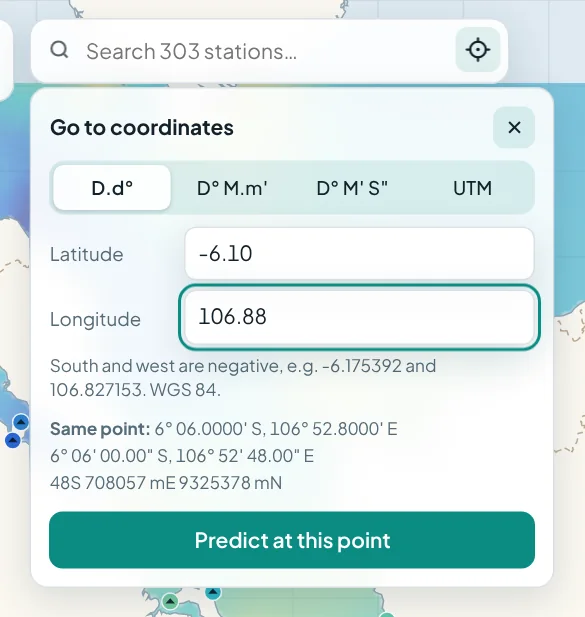 Search 303 stations…
Go to coordinates
D.d°
D° M.m'
D° M' S"
UTM
Latitude
-6.10
Longitude
106.88
South and west are negative, e.g. -6.175392 and
106.827153. WGS 84.
Same point: 6° 06.0000' S, 106° 52.8000' E
6° 06' 00.00" S, 106° 52' 48.00" E
48S 708057 mE 9325378 mN
Predict at this point